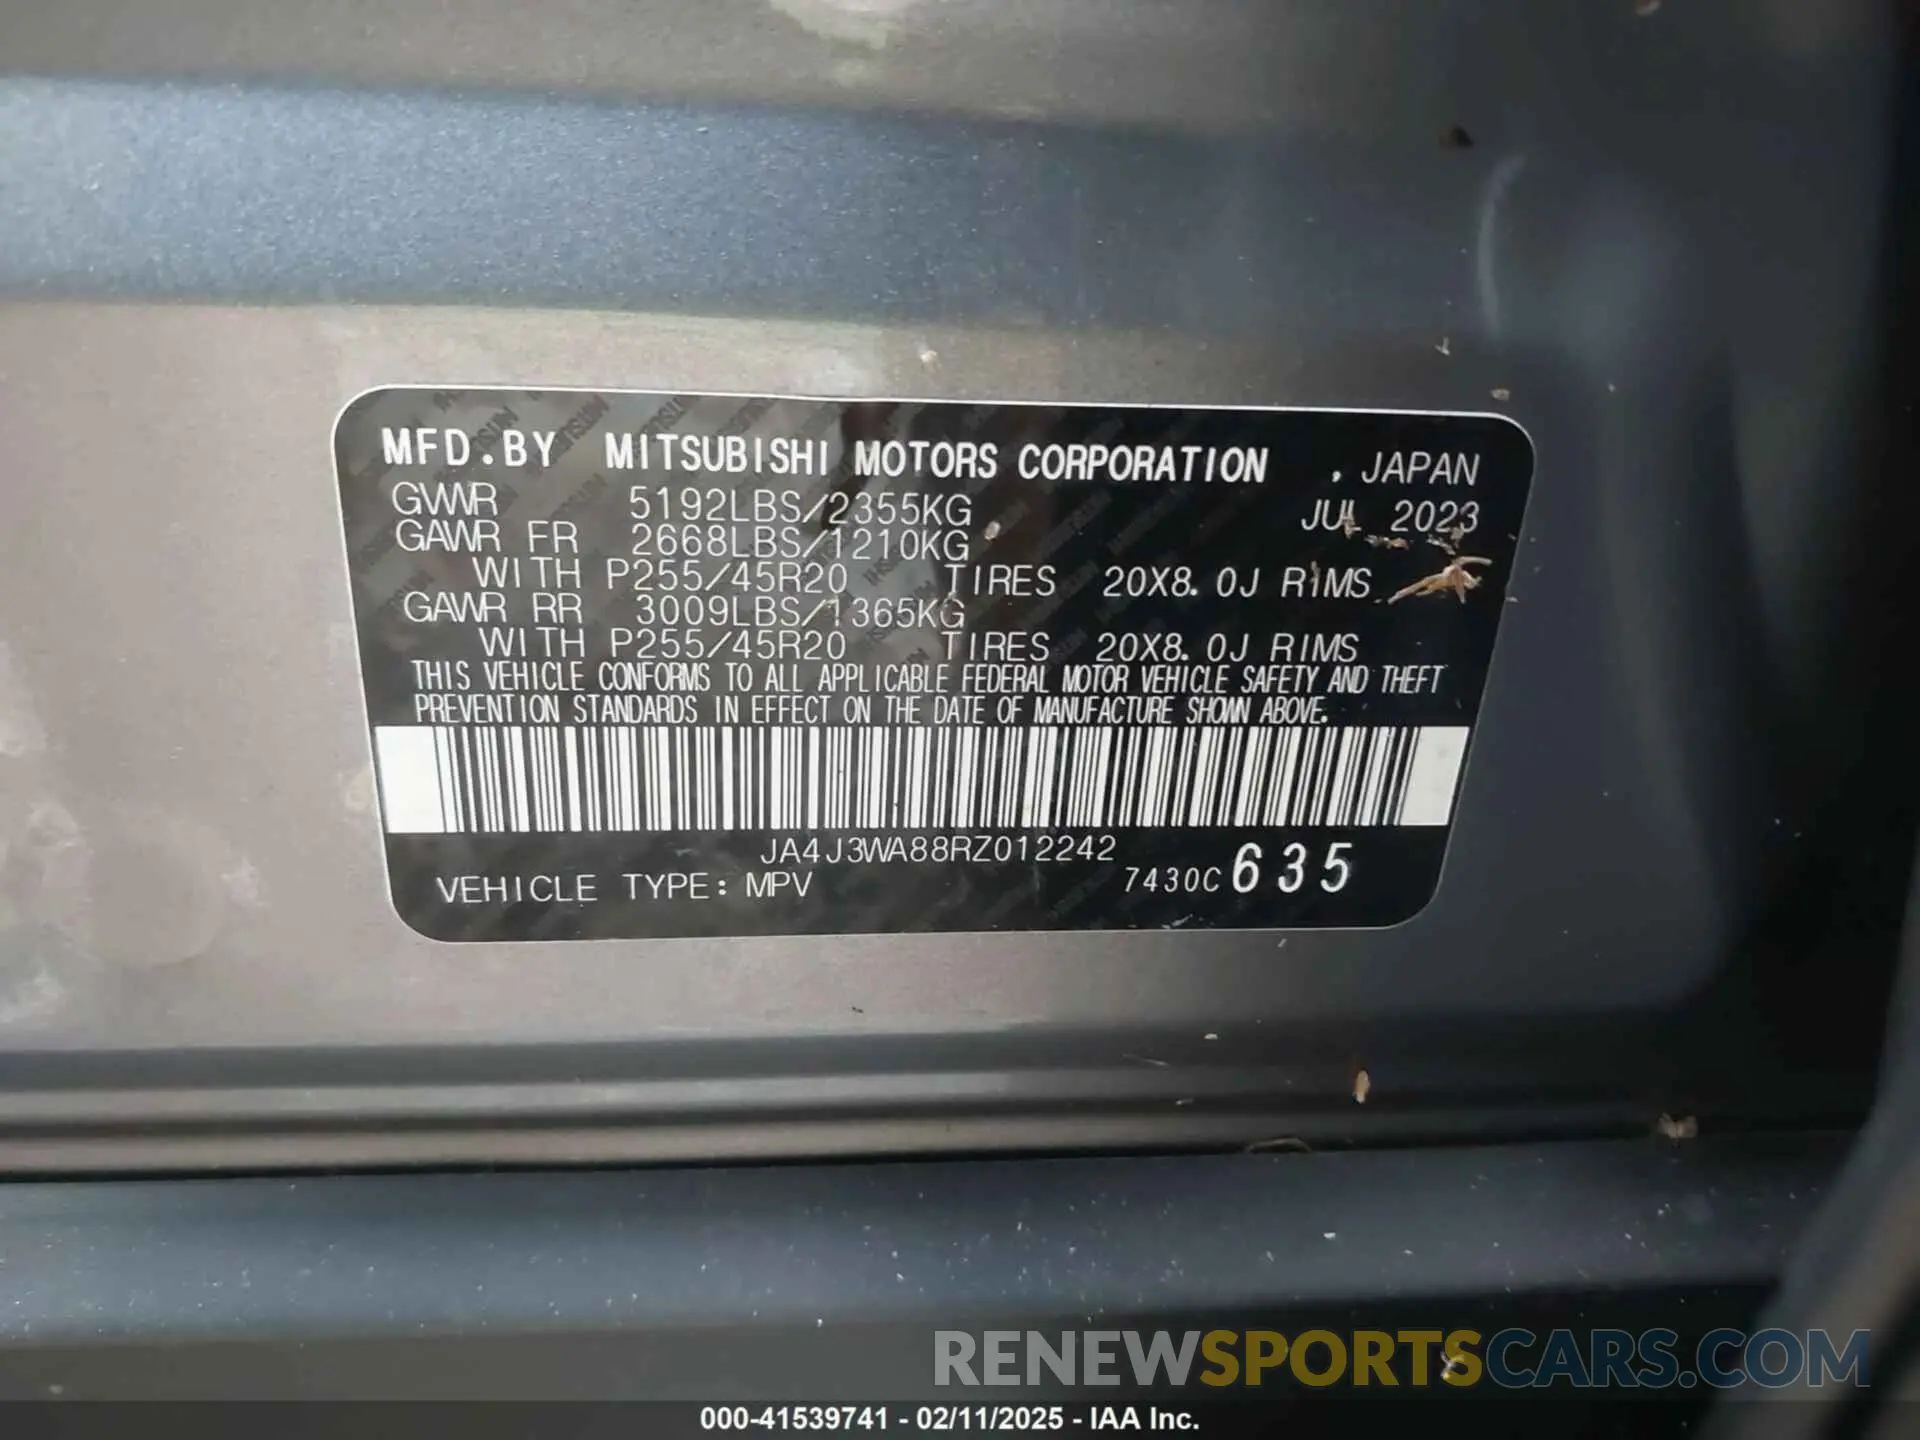 MFD.BY MITSUBISHI MOTORS CORPORATION , JAPAN
GVWR 5192LBS/2355KG JUL 2023
GAWR FR 2668LBS/1210KG
WITH P255/45R20 TIRES 20X8.0J RIMS
GAWR RR 3009LBS/1365KG
WITH P255/45R20 TIRES 20X8.0J RIMS
THIS VEHICLE CONFORMS TO ALL APPLICABLE FEDERAL MOTOR VEHICLE SAFETY AND THEFT
PREVENTION STANDARDS IN EFFECT ON THE DATE OF MANUFACTURE SHOWN ABOVE.
JA4J3WA88RZ012242
VEHICLE TYPE: MPV 7430C 635
RENEWSPORTSCARS.COM
000-41539741 - 02/11/2025 - IAA Inc.